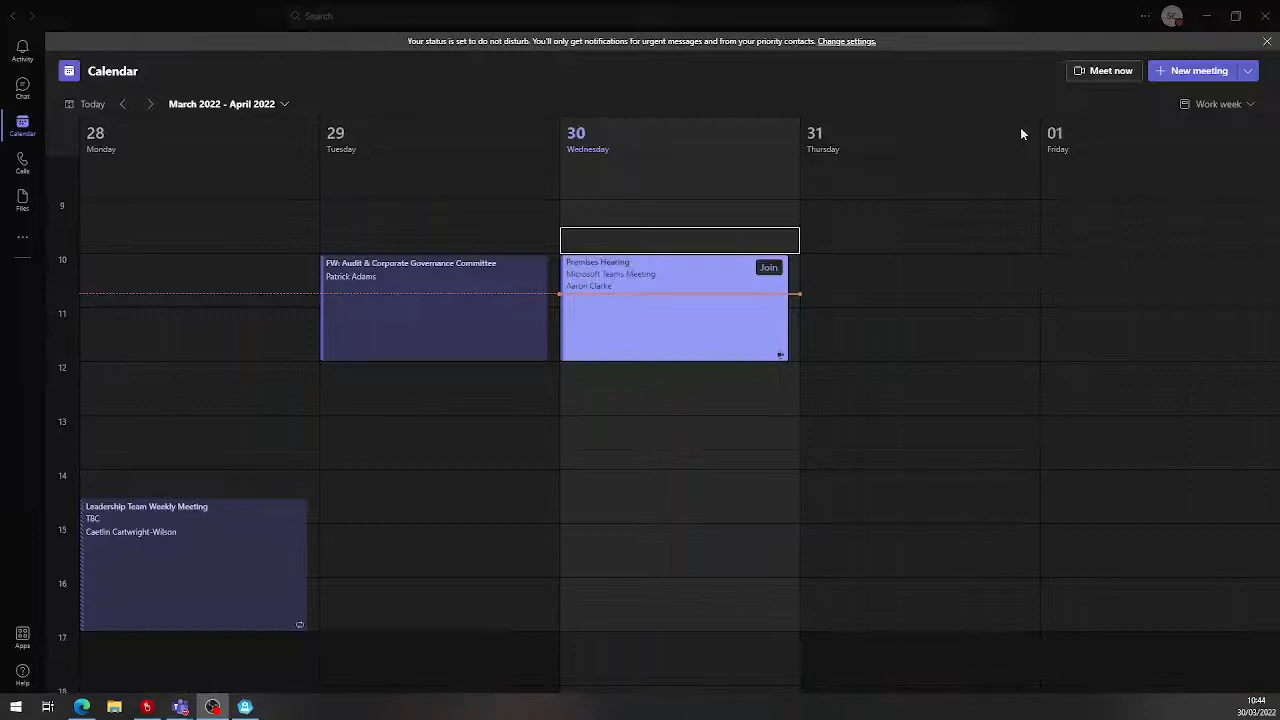 Search
SC
Your status is set to do not disturb. You'll only get notifications for urgent messages and from your priority contacts. Change settings.
Activity
Chat
Calendar
Calls
Files
Apps
Help
Calendar
Meet now
New meeting
Today
March 2022 - April 2022
Work week
28
Monday
29
Tuesday
30
Wednesday
31
Thursday
01
Friday
9
10
11
12
13
14
15
16
17
18
FW: Audit & Corporate Governance Committee
Patrick Adams
Premises Hearing
Microsoft Teams Meeting
Aaron Clarke
Join
Leadership Team Weekly Meeting
TBC
Caetlin Cartwright-Wilson
10:44
30/03/2022